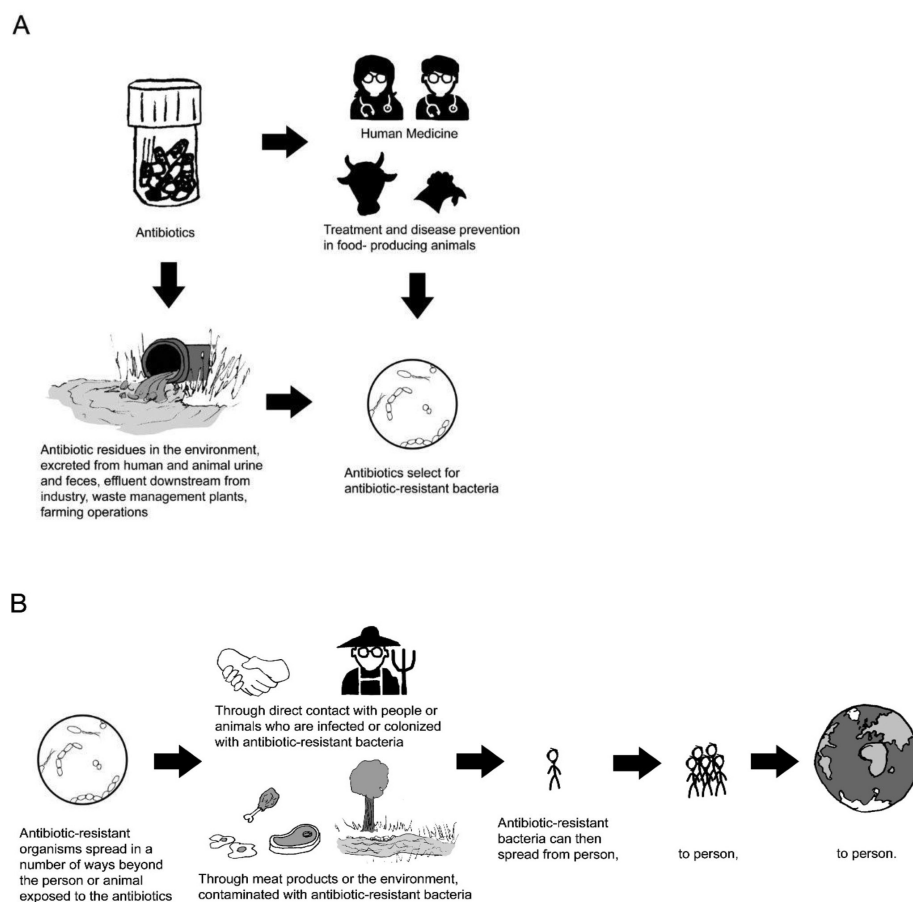 A
Human Medicine
Antibiotics
Treatment and disease prevention
in food- producing animals
Antibiotic residues in the environment,
excreted from human and animal urine
and feces, effluent downstream from
industry, waste management plants,
farming operations
Antibiotics select for
antibiotic-resistant bacteria
B
Through direct contact with people or
animals who are infected or colonized
with antibiotic-resistant bacteria
Antibiotic-resistant
organisms spread in a
number of ways beyond
the person or animal
exposed to the antibiotics
Through meat products or the environment,
contaminated with antibiotic-resistant bacteria
Antibiotic-resistant
bacteria can then
spread from person,
to person,
to person.